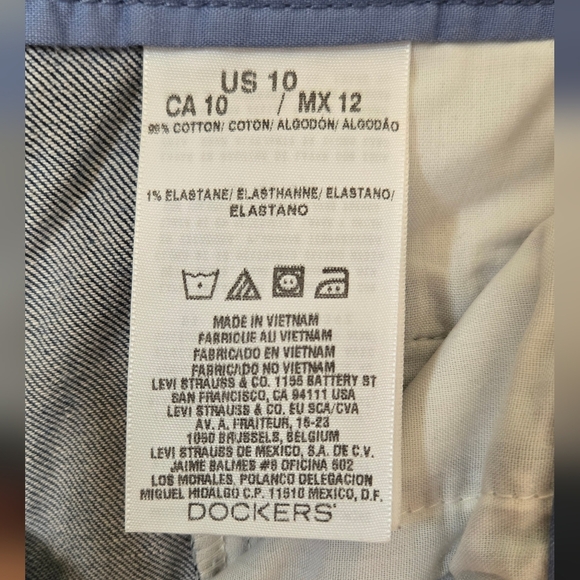 US 10
CA 10 / MX 12
99% COTTON/ COTON/ ALGODÓN/ ALGODÃO
1% ELASTANE/ ELASTHANNE/ ELASTANO/
ELASTANO
MADE IN VIETNAM
FABRIQUE AU VIETNAM
FABRICADO EN VIETNAM
FABRICADO NO VIETNAM
LEVI STRAUSS & CO. 1155 BATTERY ST
SAN FRANCISCO, CA 94111 USA
LEVI STRAUSS & CO. EU SCA/CVA
AV. A. FRAITEUR, 15-23
1050 BRUSSELS, BELGIUM
LEVI STRAUSS DE MEXICO, S.A. DE C.V.
JAIME BALMES #8 OFICINA 602
LOS MORALES, POLANCO DELEGACION
MIGUEL HIDALGO C.P. 11510 MEXICO, D.F.
DOCKERS®